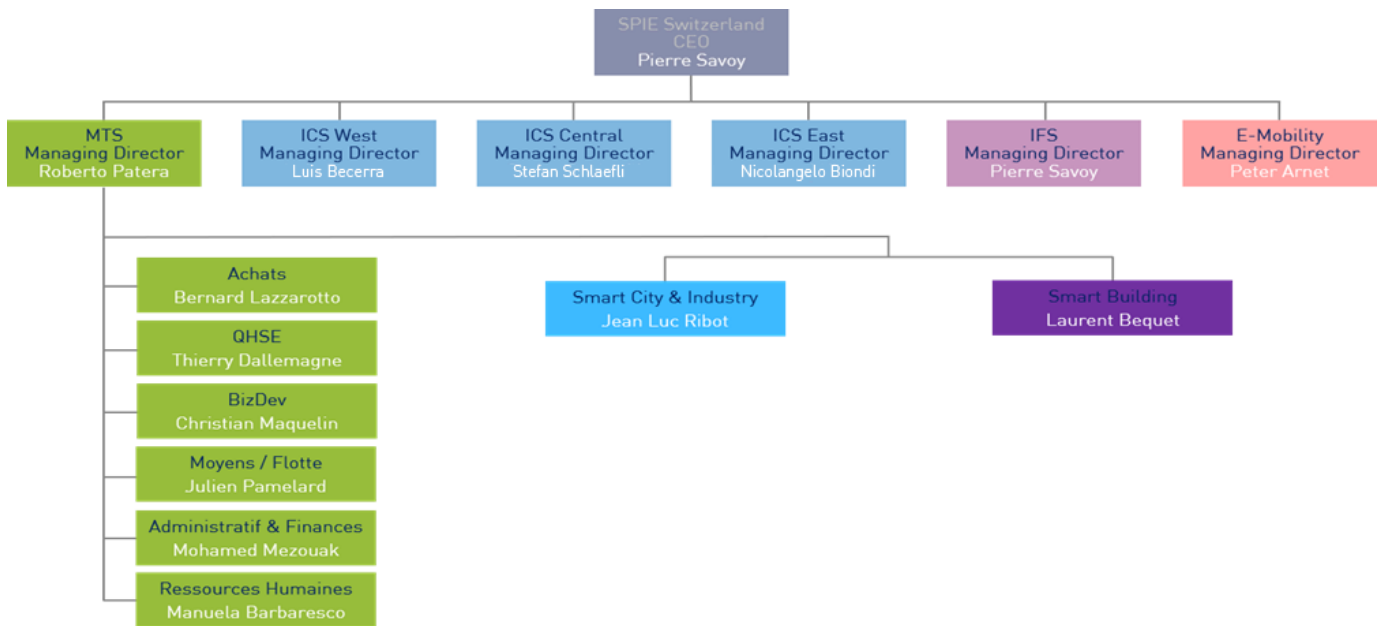 SPIE Switzerland
CEO
Pierre Savoy
MTS
Managing Director
Roberto Patera
ICS West
Managing Director
Luis Becerra
ICS Central
Managing Director
Stefan Schlaefli
ICS East
Managing Director
Nicolangelo Biondi
IFS
Managing Director
Pierre Savoy
E-Mobility
Managing Director
Peter Arnet
Achats
Bernard Lazzarotto
QHSE
Thierry Dallemagne
BizDev
Christian Maquelin
Moyens / Flotte
Julien Pamelard
Administratif & Finances
Mohamed Mezouak
Ressources Humaines
Manuela Barbaresco
Smart City & Industry
Jean Luc Ribot
Smart Building
Laurent Bequet